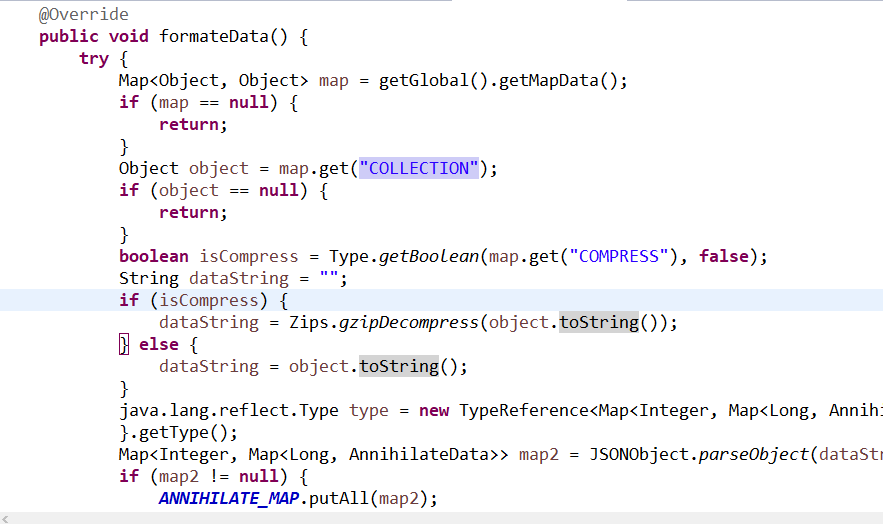 @Override
public void formateData() {
try {
Map<Object, Object> map = getGlobal().getMapData();
if (map == null) {
return;
}
Object object = map.get("COLLECTION");
if (object == null) {
return;
}
boolean isCompress = Type.getBoolean(map.get("COMPRESS"), false);
String dataString = "";
if (isCompress) {
dataString = Zips.gzipDecompress(object.toString());
} else {
dataString = object.toString();
}
java.lang.reflect.Type type = new TypeReference<Map<Integer, Map<Long, Annihi
}.getType();
Map<Integer, Map<Long, AnnihilateData>> map2 = JSONObject.parseObject(dataStr
if (map2 != null) {
ANNIHILATE_MAP.putAll(map2);